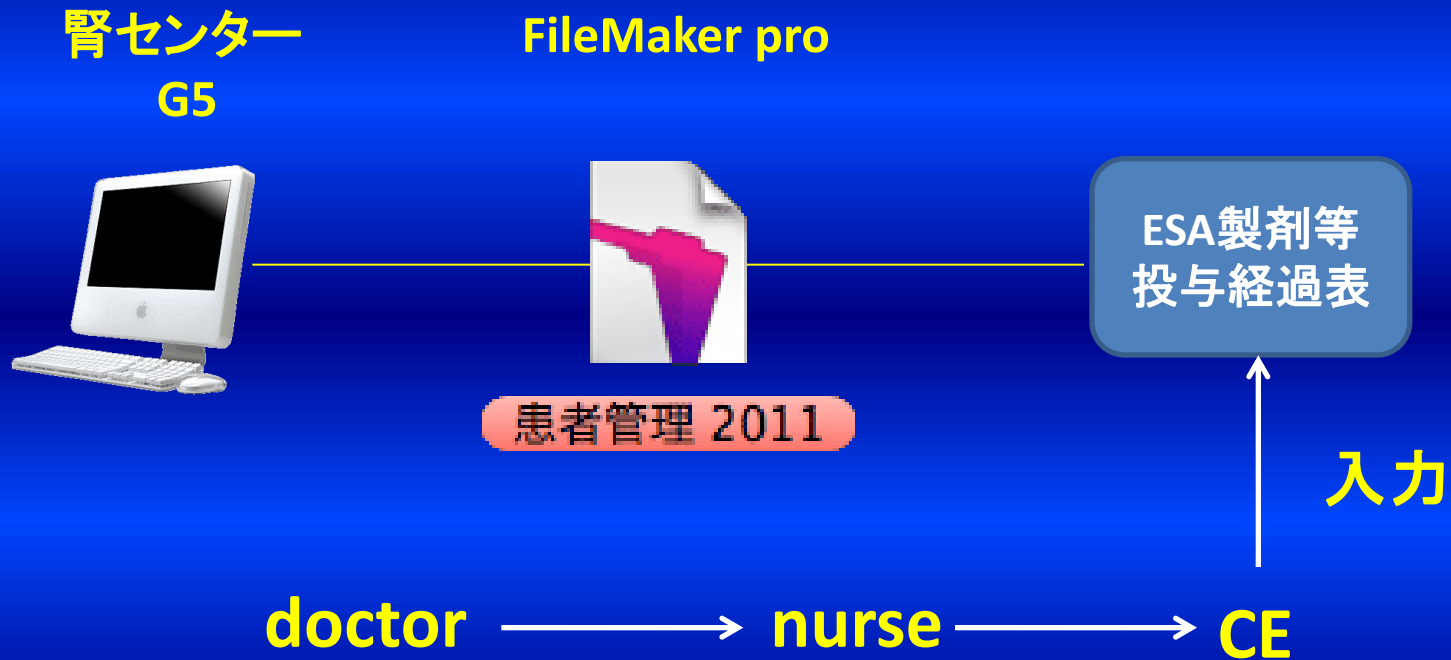 腎センター
G5
FileMaker pro
ESA製剤等
投与経過表
患者管理 2011
入力
doctor
nurse
CE